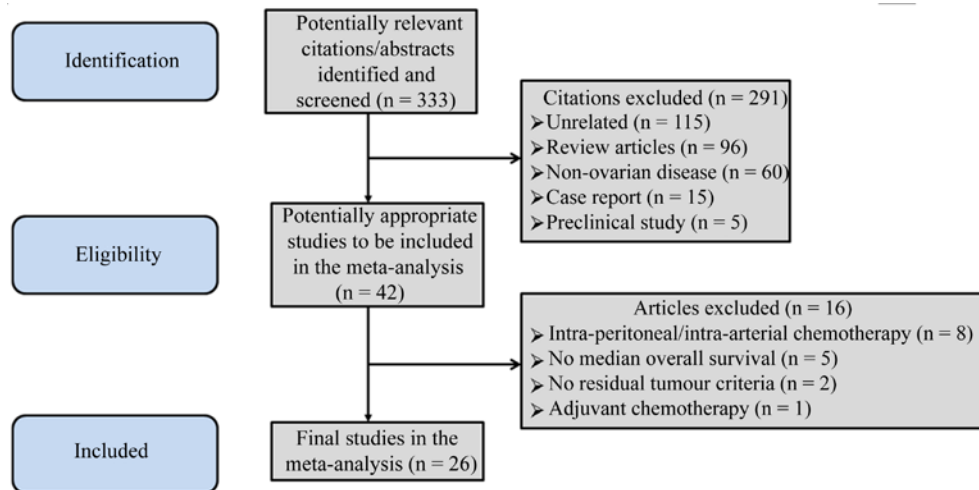 Identification
Potentially relevant
citations/abstracts
identified and
screened (n = 333)
Citations excluded (n = 291)
➢Unrelated (n = 115)
➢Review articles (n = 96)
➢Non-ovarian disease (n = 60)
➢Case report (n = 15)
➢Preclinical study (n = 5)
Eligibility
Potentially appropriate
studies to be included
in the meta-analysis
(n = 42)
Articles excluded (n = 16)
➢ Intra-peritoneal/intra-arterial chemotherapy (n = 8)
➢ No median overall survival (n = 5)
➢ No residual tumour criteria (n = 2)
➢ Adjuvant chemotherapy (n = 1)
Included
Final studies in the
meta-analysis (n = 26)